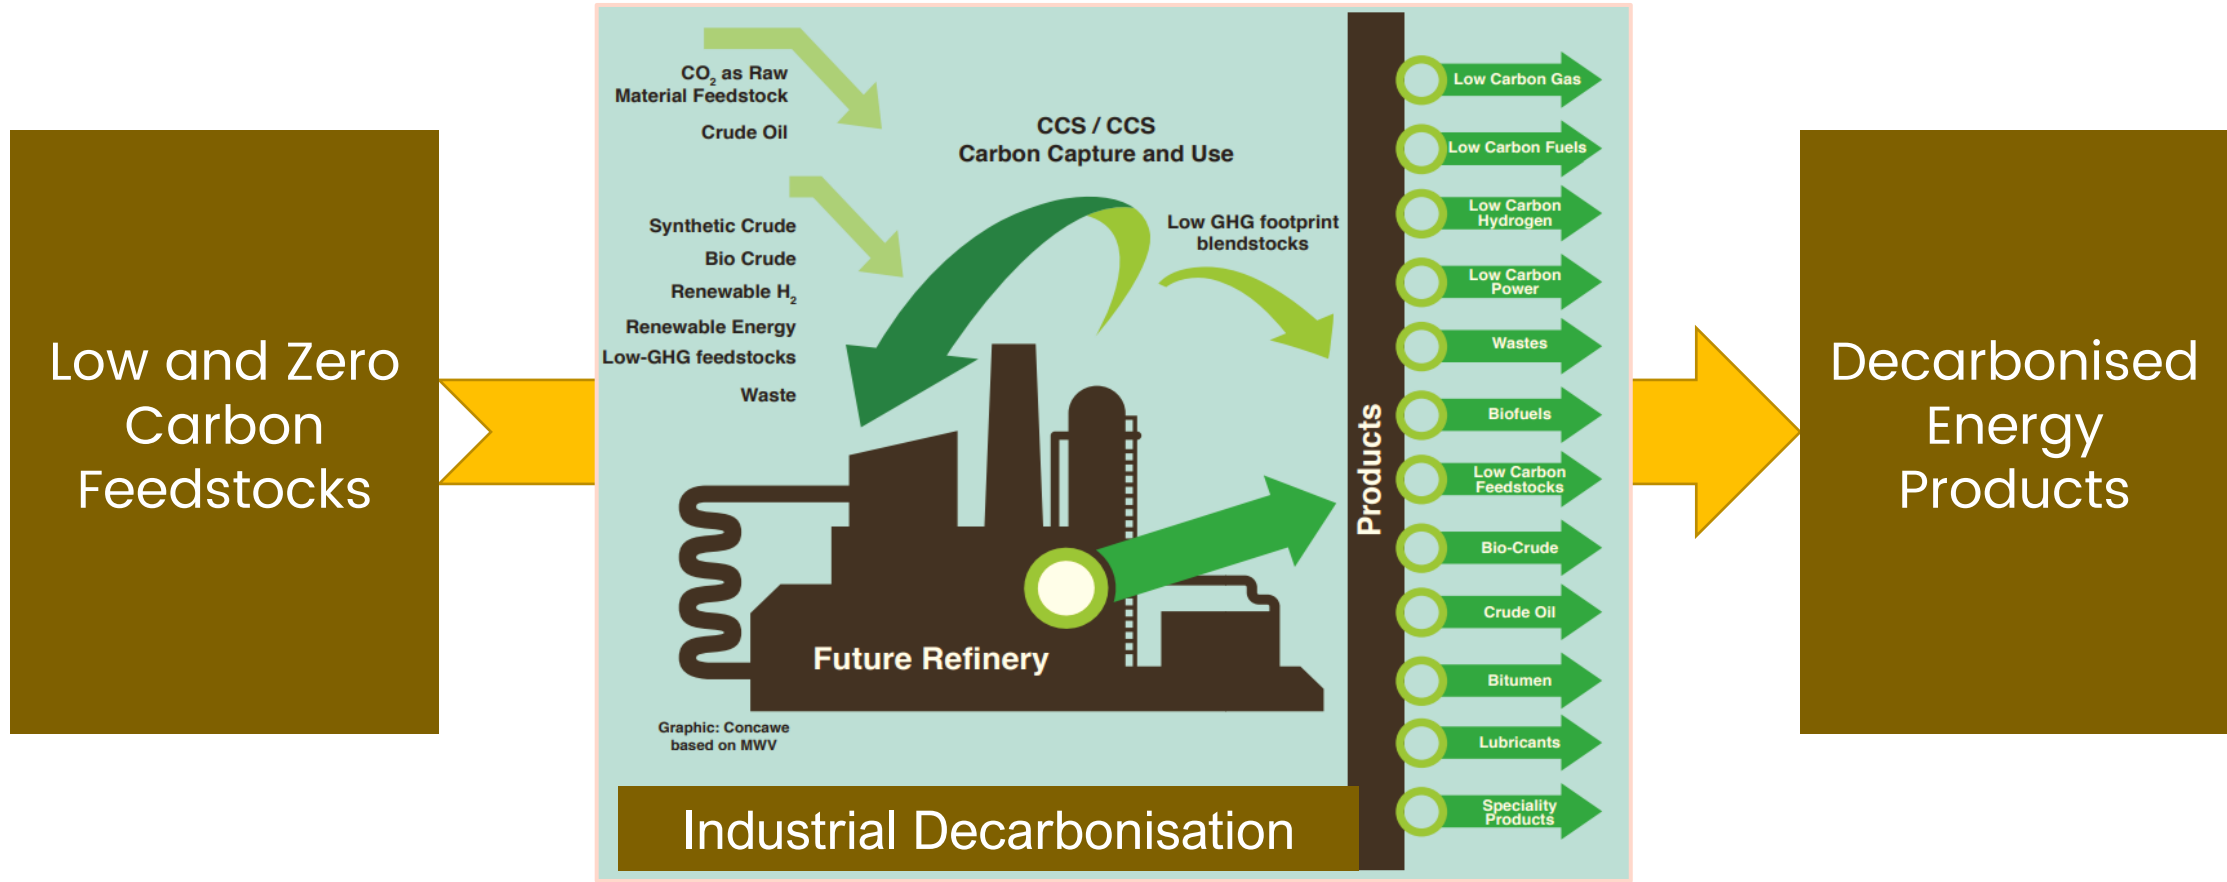 Low and Zero
Carbon
Feedstocks
CO2 as Raw
Material Feedstock
Crude Oil
Synthetic Crude
Bio Crude
Renewable H2
Renewable Energy
Low-GHG feedstocks
Waste
CCS / CCS
Carbon Capture and Use
Low GHG footprint
blendstocks
Future Refinery
Graphic: Concawe
based on MWV
Industrial Decarbonisation
Products
Low Carbon Gas
Low Carbon Fuels
Low Carbon
Hydrogen
Low Carbon
Power
Wastes
Biofuels
Low Carbon
Feedstocks
Bio-Crude
Crude Oil
Bitumen
Lubricants
Speciality
Products
Decarbonised
Energy
Products